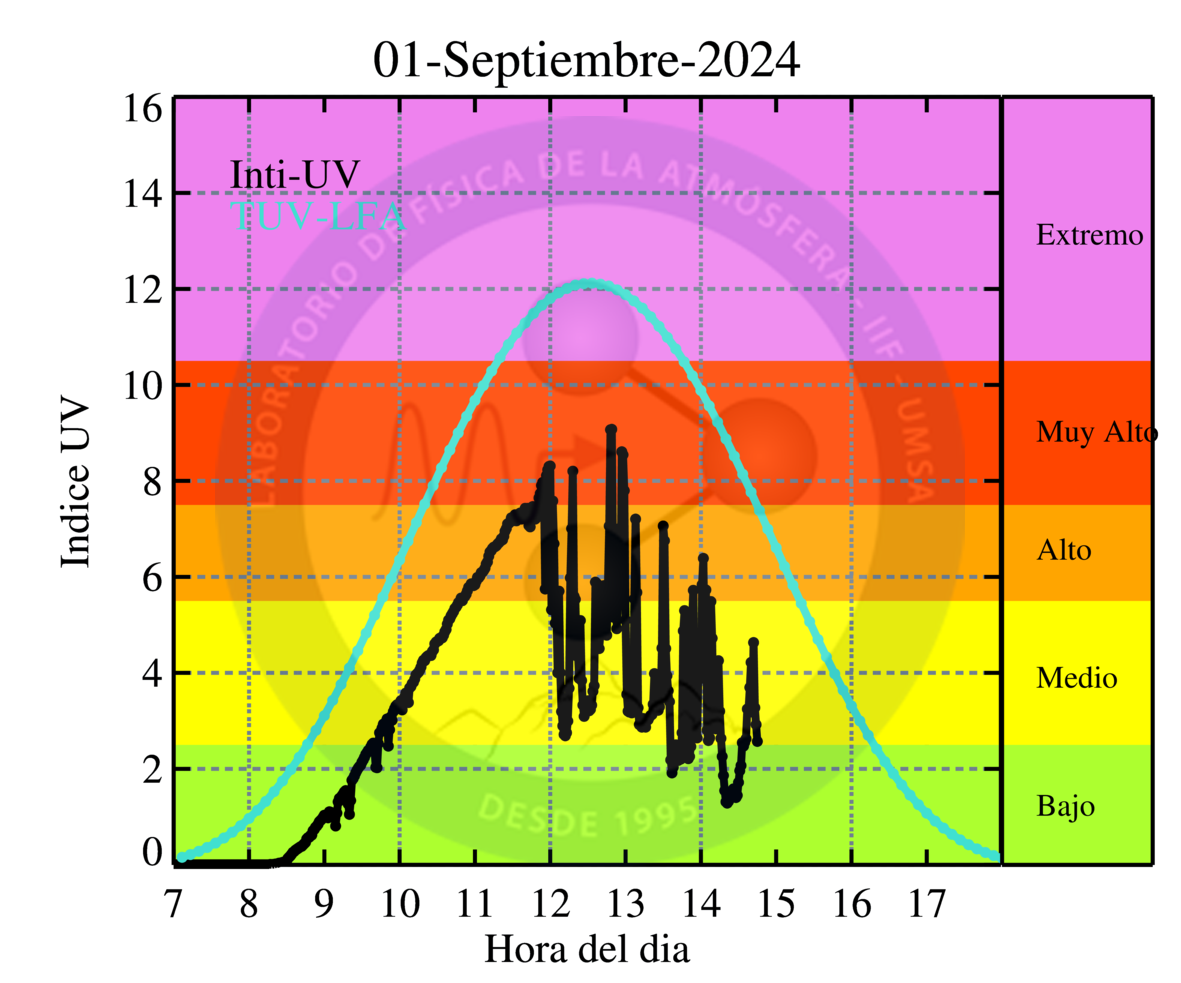 01-Septiembre-2024
16
14
12
10
8
6
4
2
0
Indice UV
Inti-UV
TUV-LFA
LABORATORIO DE FÍSICA DE LA ATMÓSFERA - IIF - UMSA
DESDE 1995
Extremo
Muy Alto
Alto
Medio
Bajo
7 8 9 10 11 12 13 14 15 16 17
Hora del dia